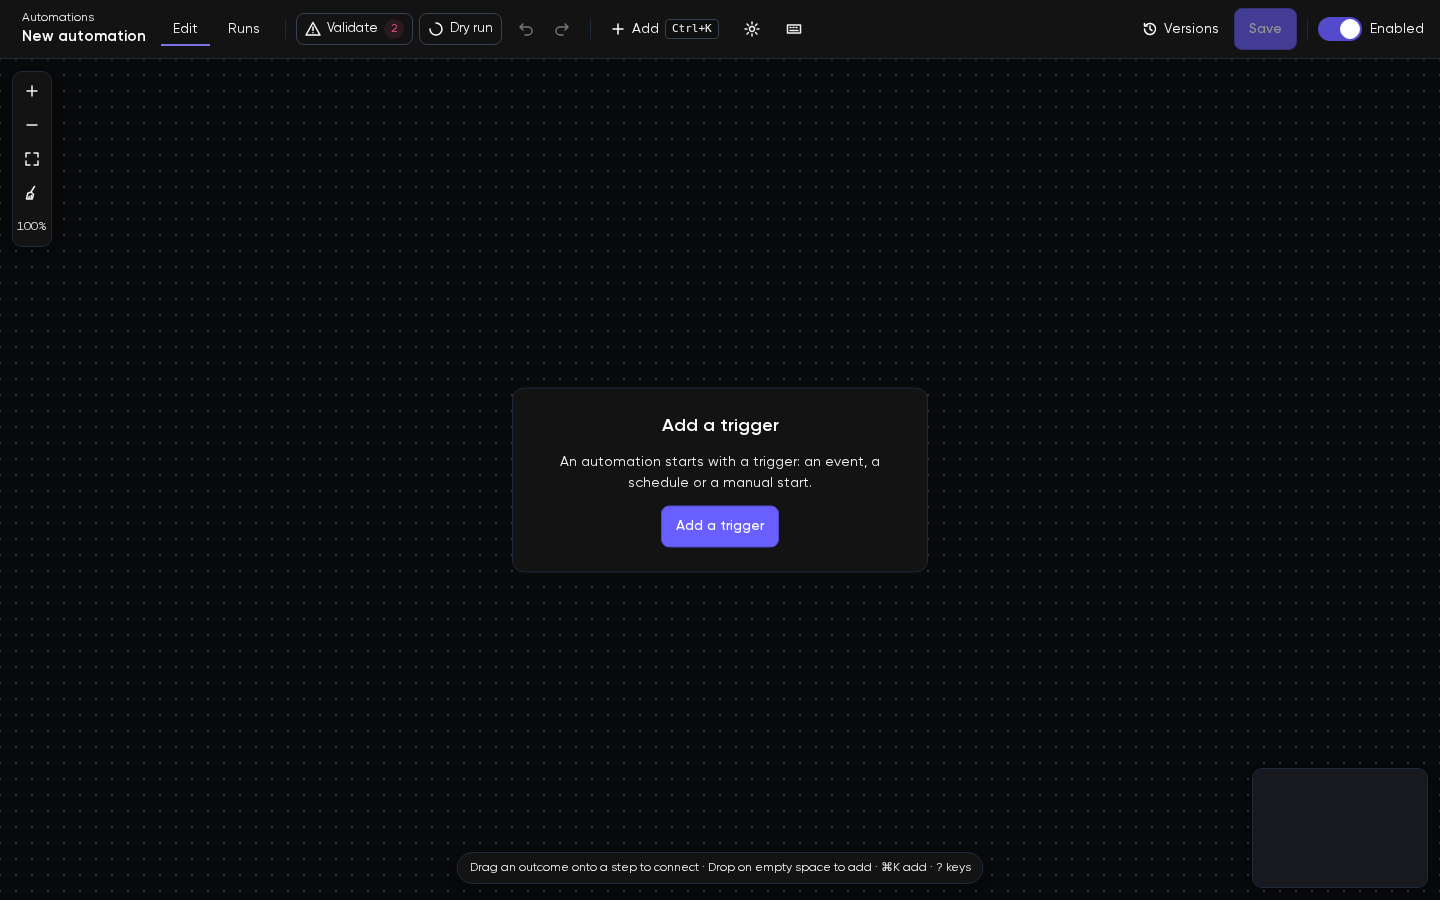 Automations
New automation
Edit
Runs
Validate 2
Dry run
Add Ctrl+K
Versions
Save
Enabled
100%
Add a trigger
An automation starts with a trigger: an event, a
schedule or a manual start.
Add a trigger
Drag an outcome onto a step to connect · Drop on empty space to add · ⌘K add · ? keys